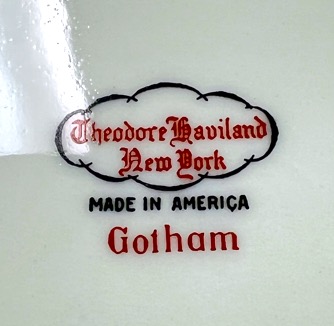 Theodore Haviland
New York
MADE IN AMERICA
Gotham